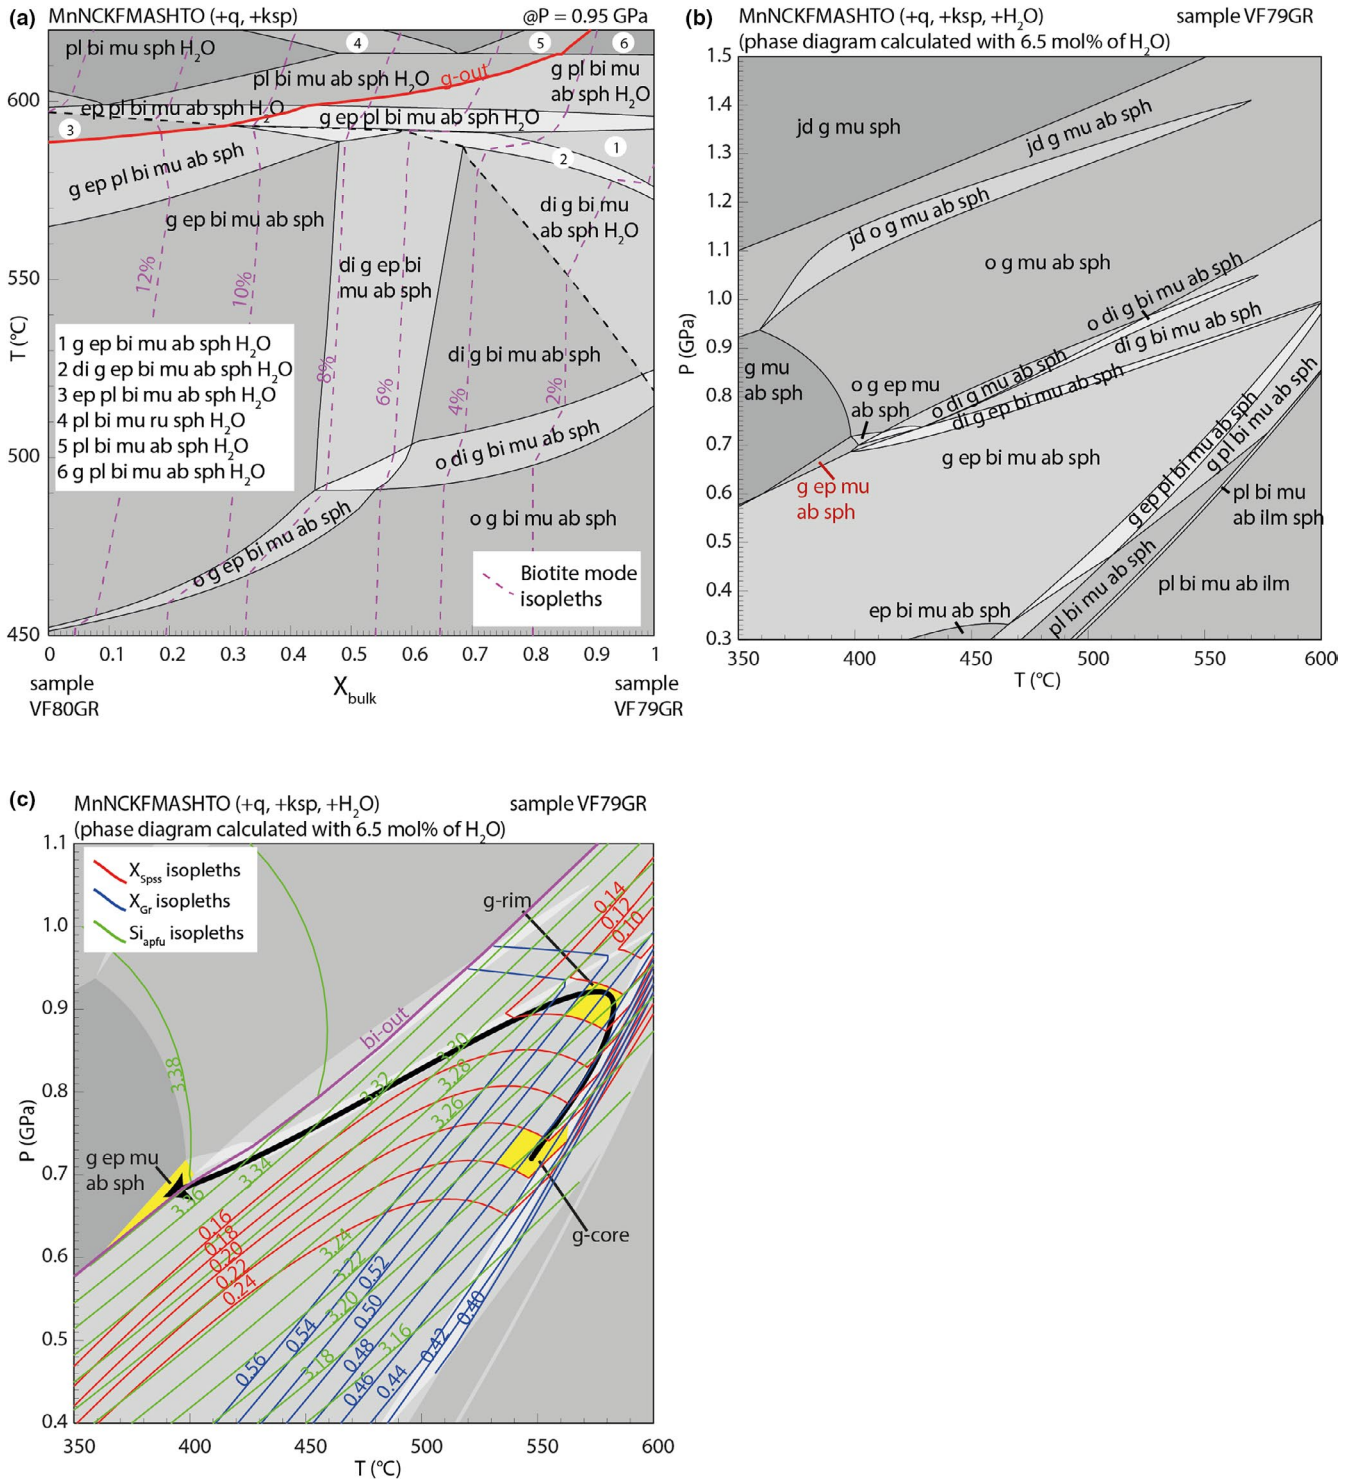 (a) MnNCKFMASHTO (+q, +ksp) @P = 0.95 GPa
pl bi mu sph H2O
4
5
6
pl bi mu ab sph H2O
g-out
g pl bi mu
ab sph H2O
600
ep pl bi mu ab sph H2O
g ep pl bi mu ab sph H2O
3
1
2
g ep pl bi mu ab sph
g ep bi mu ab sph
di g bi mu
ab sph H2O
550
di g ep bi
mu ab sph
12%
10%
8%
6%
4%
2%
1 g ep bi mu ab sph H2O
2 di g ep bi mu ab sph H2O
3 ep pl bi mu ab sph H2O
4 pl bi mu ru sph H2O
5 pl bi mu ab sph H2O
6 g pl bi mu ab sph H2O
di g bi mu ab sph
500
o di g bi mu ab sph
o g bi mu ab sph
o g ep bi mu ab sph
Biotite mode
isopleths
450
T (°C)
0 0.1 0.2 0.3 0.4 0.5 0.6 0.7 0.8 0.9 1
sample
VF80GR
Xbulk
sample
VF79GR
(b) MnNCKFMASHTO (+q, +ksp, +H2O) sample VF79GR
(phase diagram calculated with 6.5 mol% of H2O)
1.5
1.4
1.3
1.2
1.1
1.0
0.9
0.8
0.7
0.6
0.5
0.4
0.3
P (GPa)
jd g mu sph
jd g mu ab sph
jd o g mu ab sph
o g mu ab sph
o di g bi mu ab sph
di g bi mu ab sph
g mu
ab sph
o g ep mu
ab sph
o di g mu ab sph
di g ep bi mu ab sph
g ep bi mu ab sph
g ep mu
ab sph
g ep pl bi mu ab sph
g pl bi mu ab sph
pl bi mu
ab ilm sph
pl bi mu ab sph
pl bi mu ab ilm
ep bi mu ab sph
350 400 450 500 550 600
T (°C)
(c) MnNCKFMASHTO (+q, +ksp, +H2O) sample VF79GR
(phase diagram calculated with 6.5 mol% of H2O)
1.1
1.0
0.9
0.8
0.7
0.6
0.5
0.4
P (GPa)
XSpss isopleths
XGr isopleths
Siapfu isopleths
g-rim
0.14
0.12
0.10
bi-out
3.38
3.30
3.32
3.28
3.26
g ep mu
ab sph
3.34
3.36
0.16
0.18
0.20
0.22
0.24
g-core
3.24
3.22
3.20
3.18
3.16
0.52
0.50
0.54
0.48
0.56
0.46
0.44
0.42
0.40
350 400 450 500 550 600
T (°C)